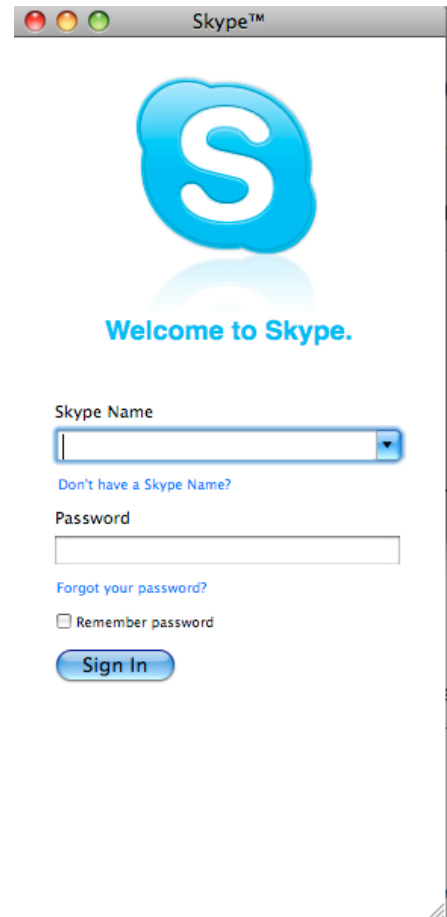 Skype™
S
Welcome to Skype.
Skype Name
Don't have a Skype Name?
Password
Forgot your password?
Remember password
Sign In